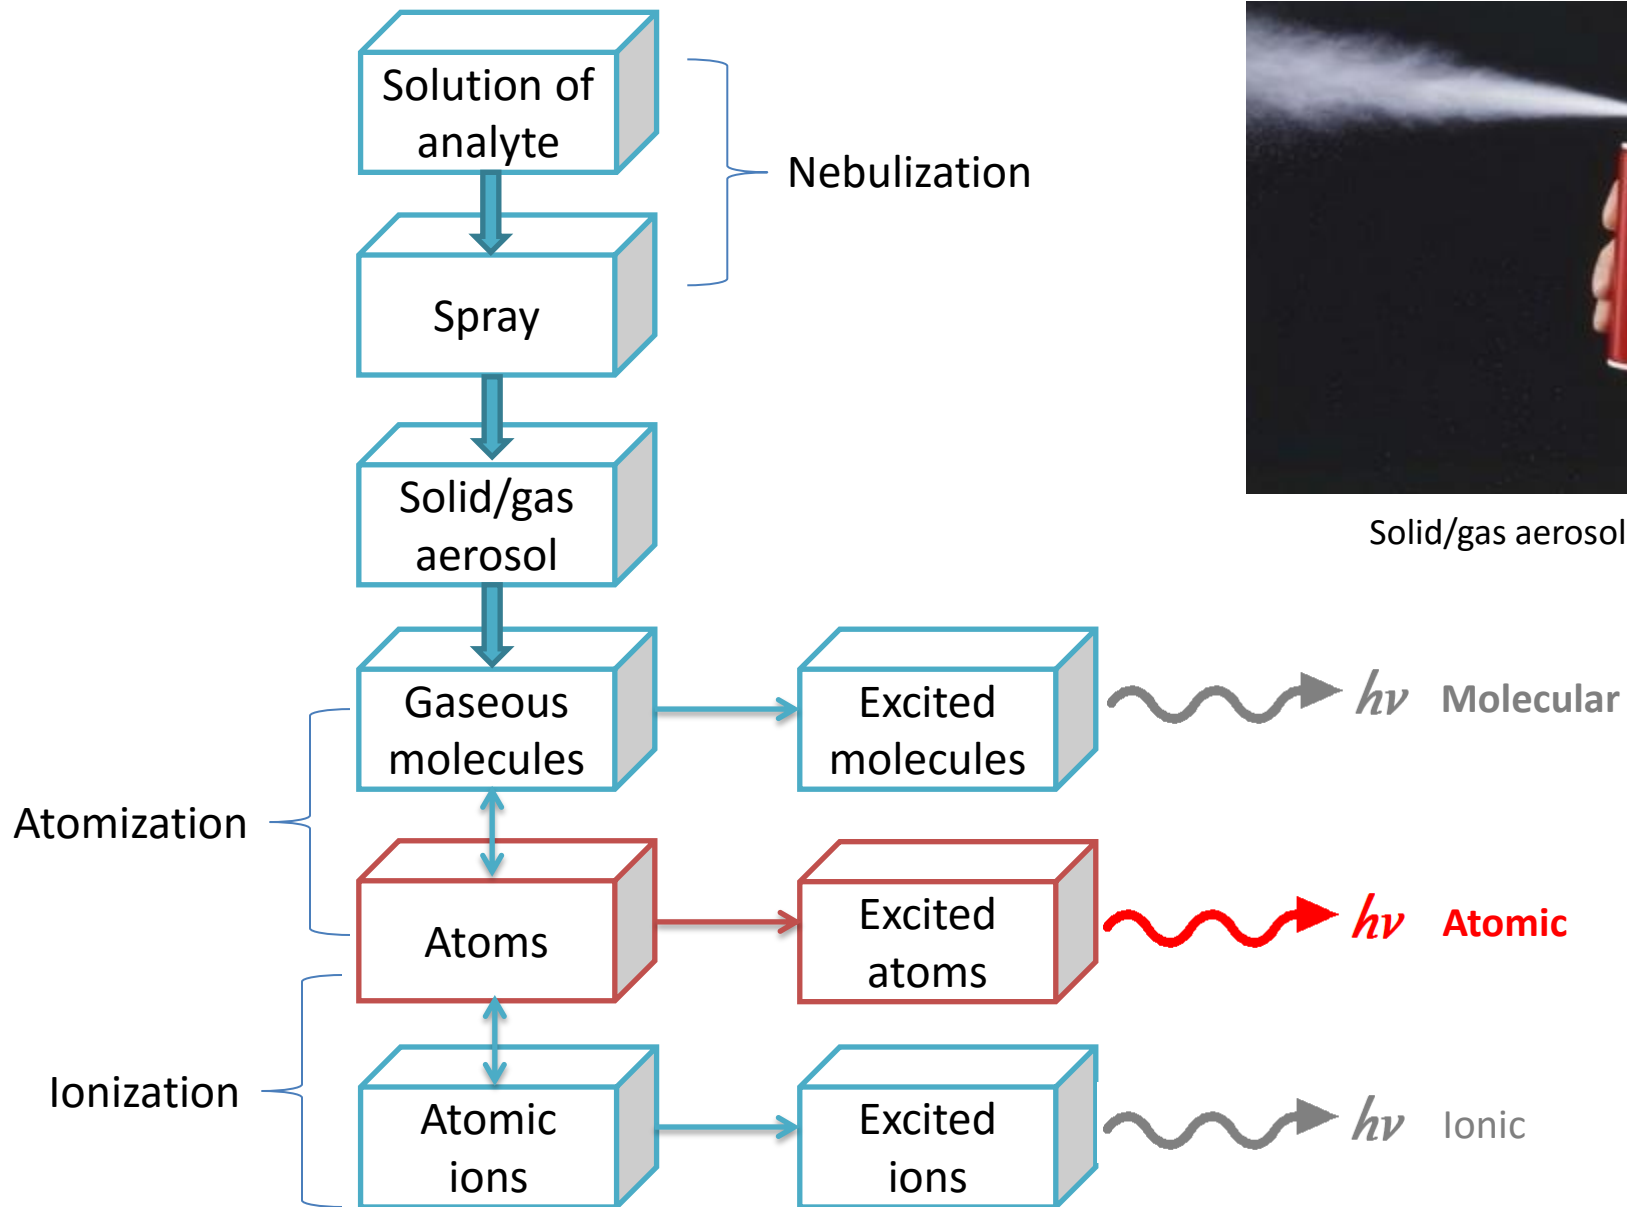 Solution of
analyte
Nebulization
Spray
Solid/gas
aerosol
Solid/gas aerosol
Gaseous
molecules
Excited
molecules
hν Molecular
Atomization
Atoms
Excited
atoms
hν Atomic
Ionization
Atomic
ions
Excited
ions
hν Ionic